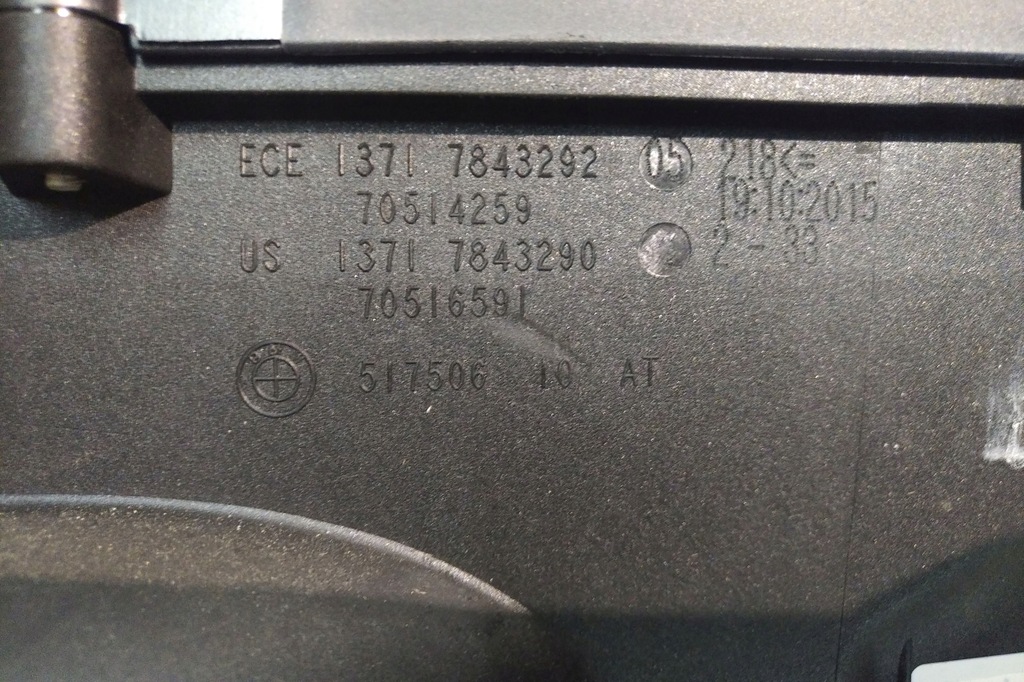 ECE 1371 7843292 05 218<=
70514259 19:10:2015
US 1371 7843290 2 - 33
70516591
517506 10 AT